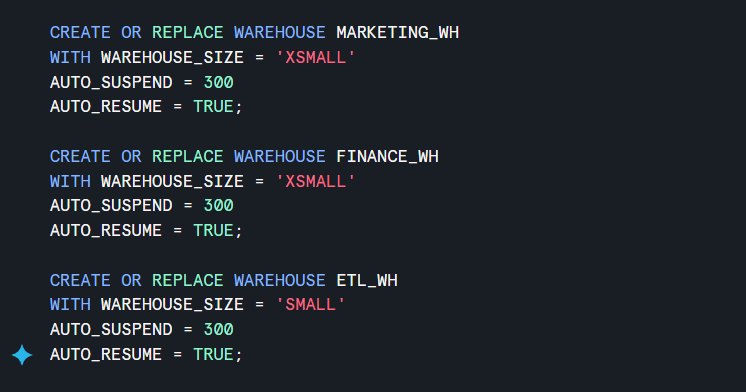 CREATE OR REPLACE WAREHOUSE MARKETING_WH
WITH WAREHOUSE_SIZE = 'XSMALL'
AUTO_SUSPEND = 300
AUTO_RESUME = TRUE;

CREATE OR REPLACE WAREHOUSE FINANCE_WH
WITH WAREHOUSE_SIZE = 'XSMALL'
AUTO_SUSPEND = 300
AUTO_RESUME = TRUE;

CREATE OR REPLACE WAREHOUSE ETL_WH
WITH WAREHOUSE_SIZE = 'SMALL'
AUTO_SUSPEND = 300
AUTO_RESUME = TRUE;